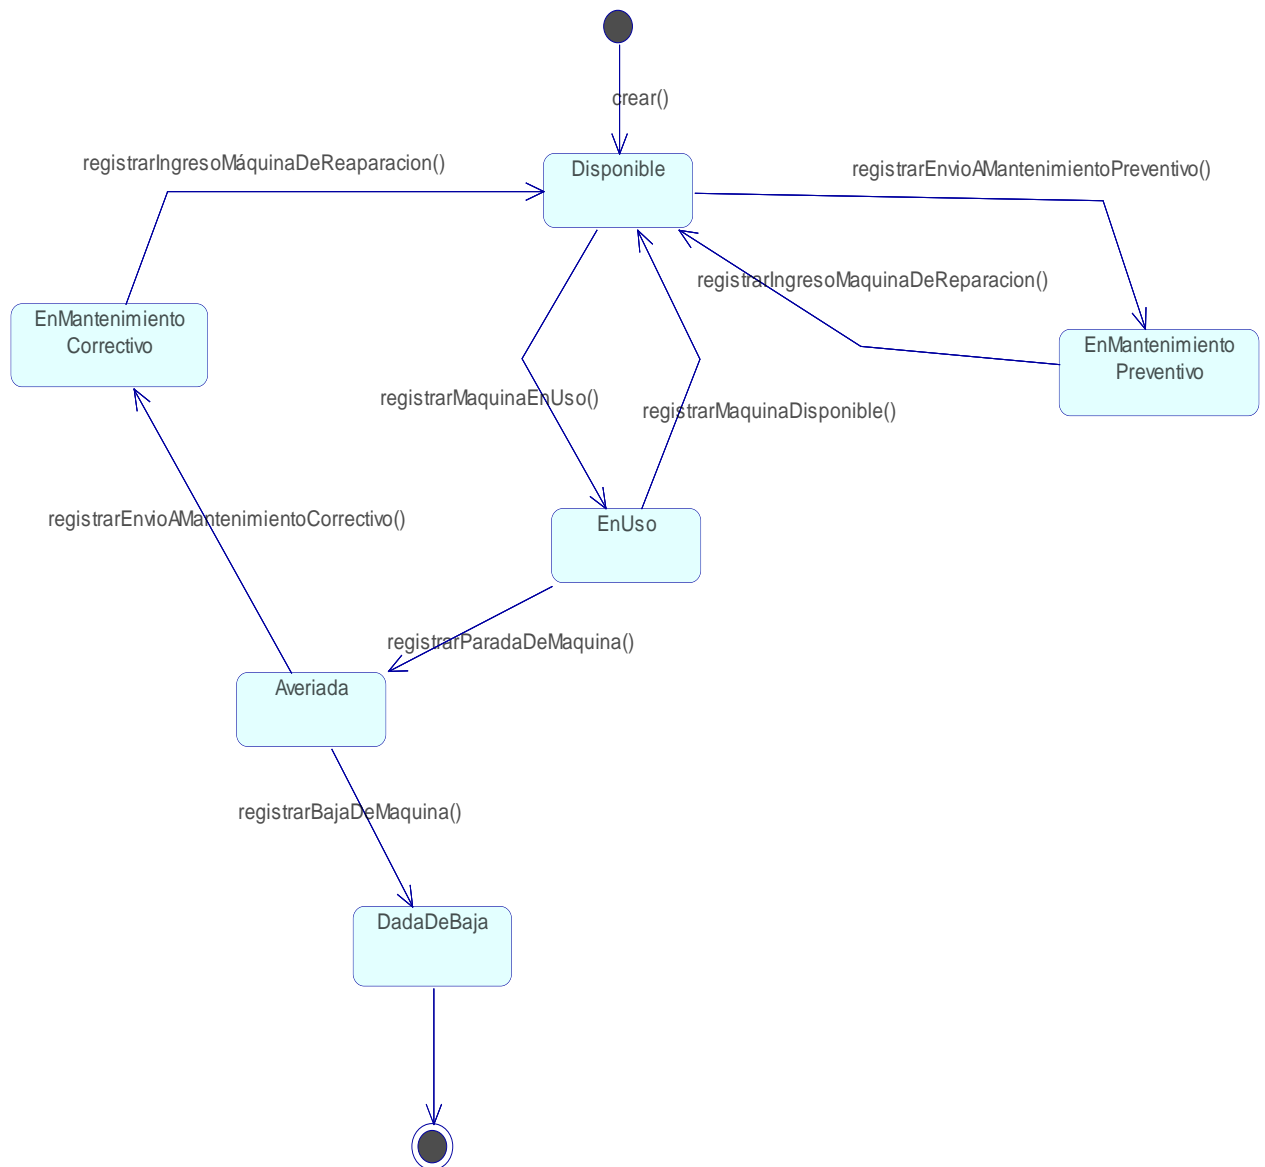 crear()
registrarIngresoMáquinaDeReaparacion()
Disponible
registrarEnvioAMantenimientoPreventivo()
registrarIngresoMaquinaDeReparacion()
EnMantenimiento
Correctivo
EnMantenimiento
Preventivo
registrarMaquinaEnUso()
registrarMaquinaDisponible()
registrarEnvioAMantenimientoCorrectivo()
EnUso
registrarParadaDeMaquina()
Averiada
registrarBajaDeMaquina()
DadaDeBaja